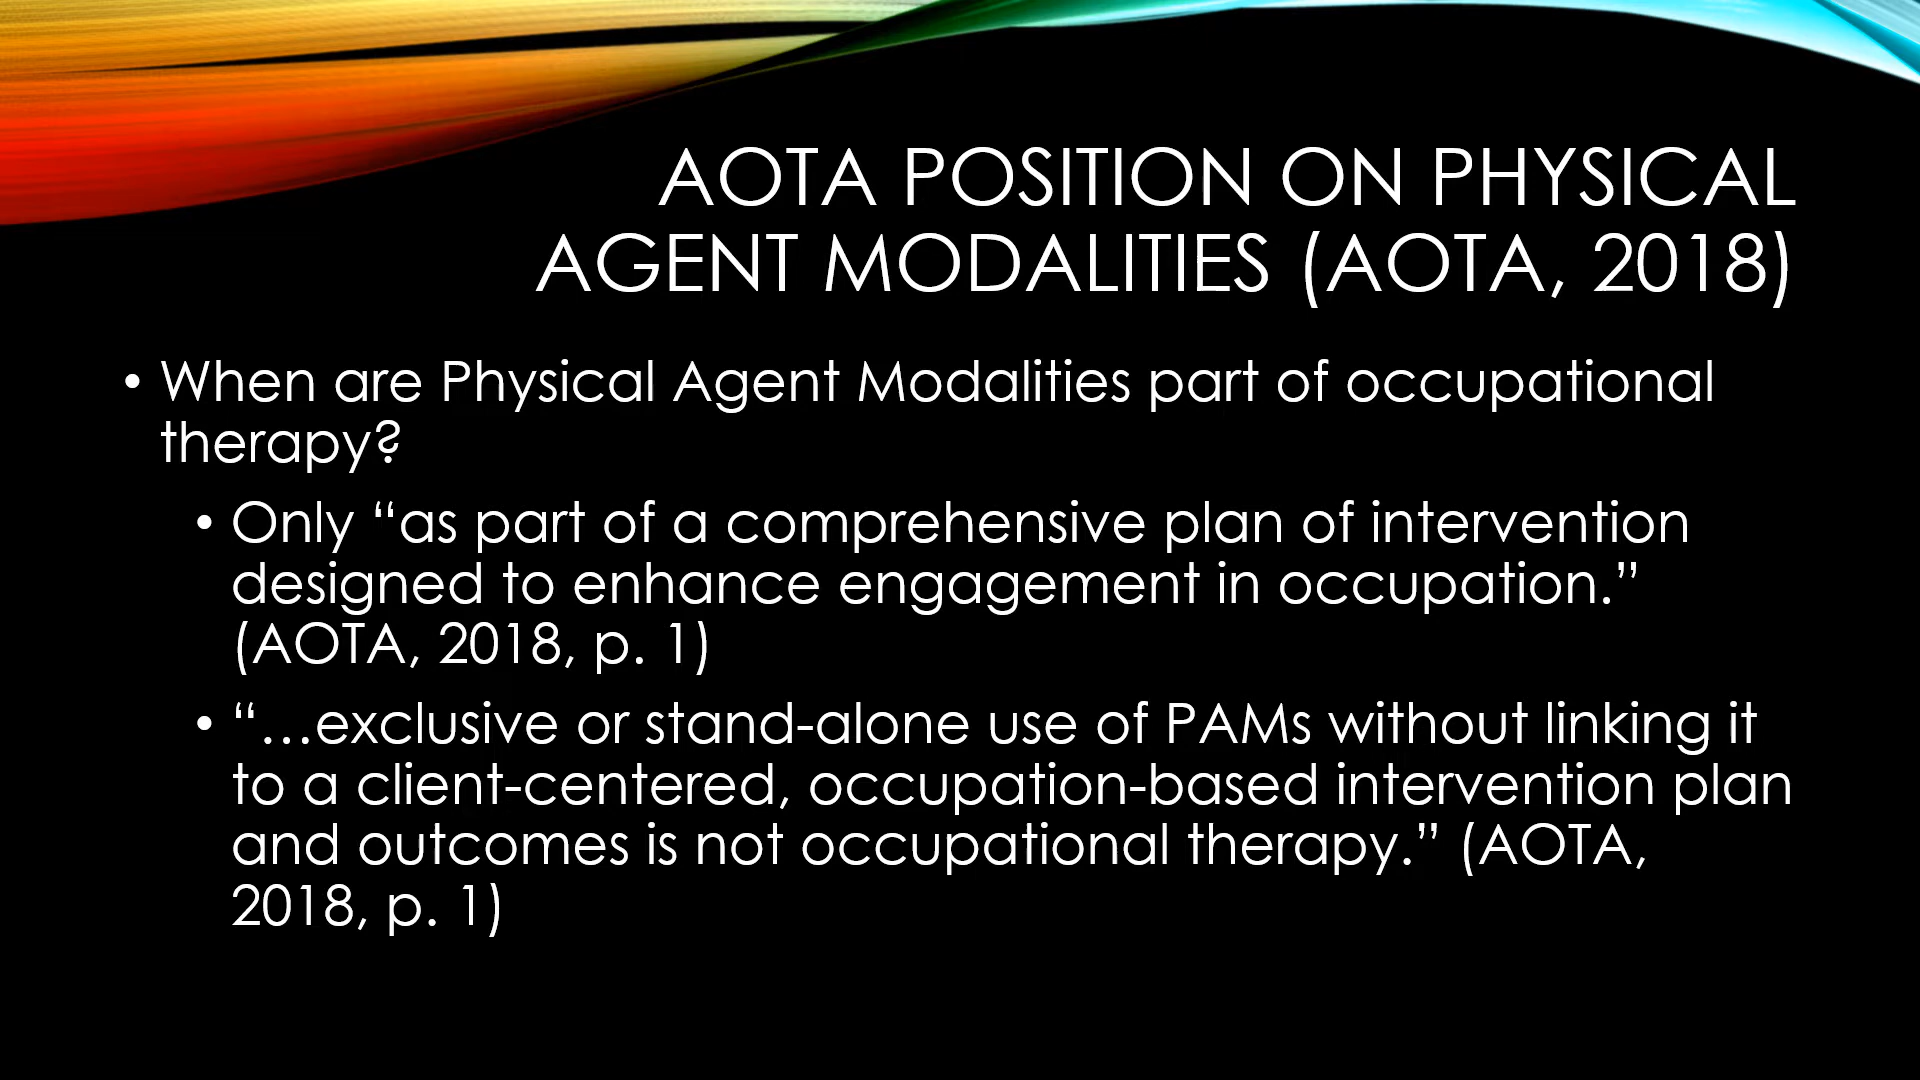 AOTA POSITION ON PHYSICAL
AGENT MODALITIES (AOTA, 2018)
• When are Physical Agent Modalities part of occupational
therapy?
• Only “as part of a comprehensive plan of intervention
designed to enhance engagement in occupation.”
(AOTA, 2018, p. 1)
• “…exclusive or stand-alone use of PAMs without linking it
to a client-centered, occupation-based intervention plan
and outcomes is not occupational therapy.” (AOTA,
2018, p. 1)